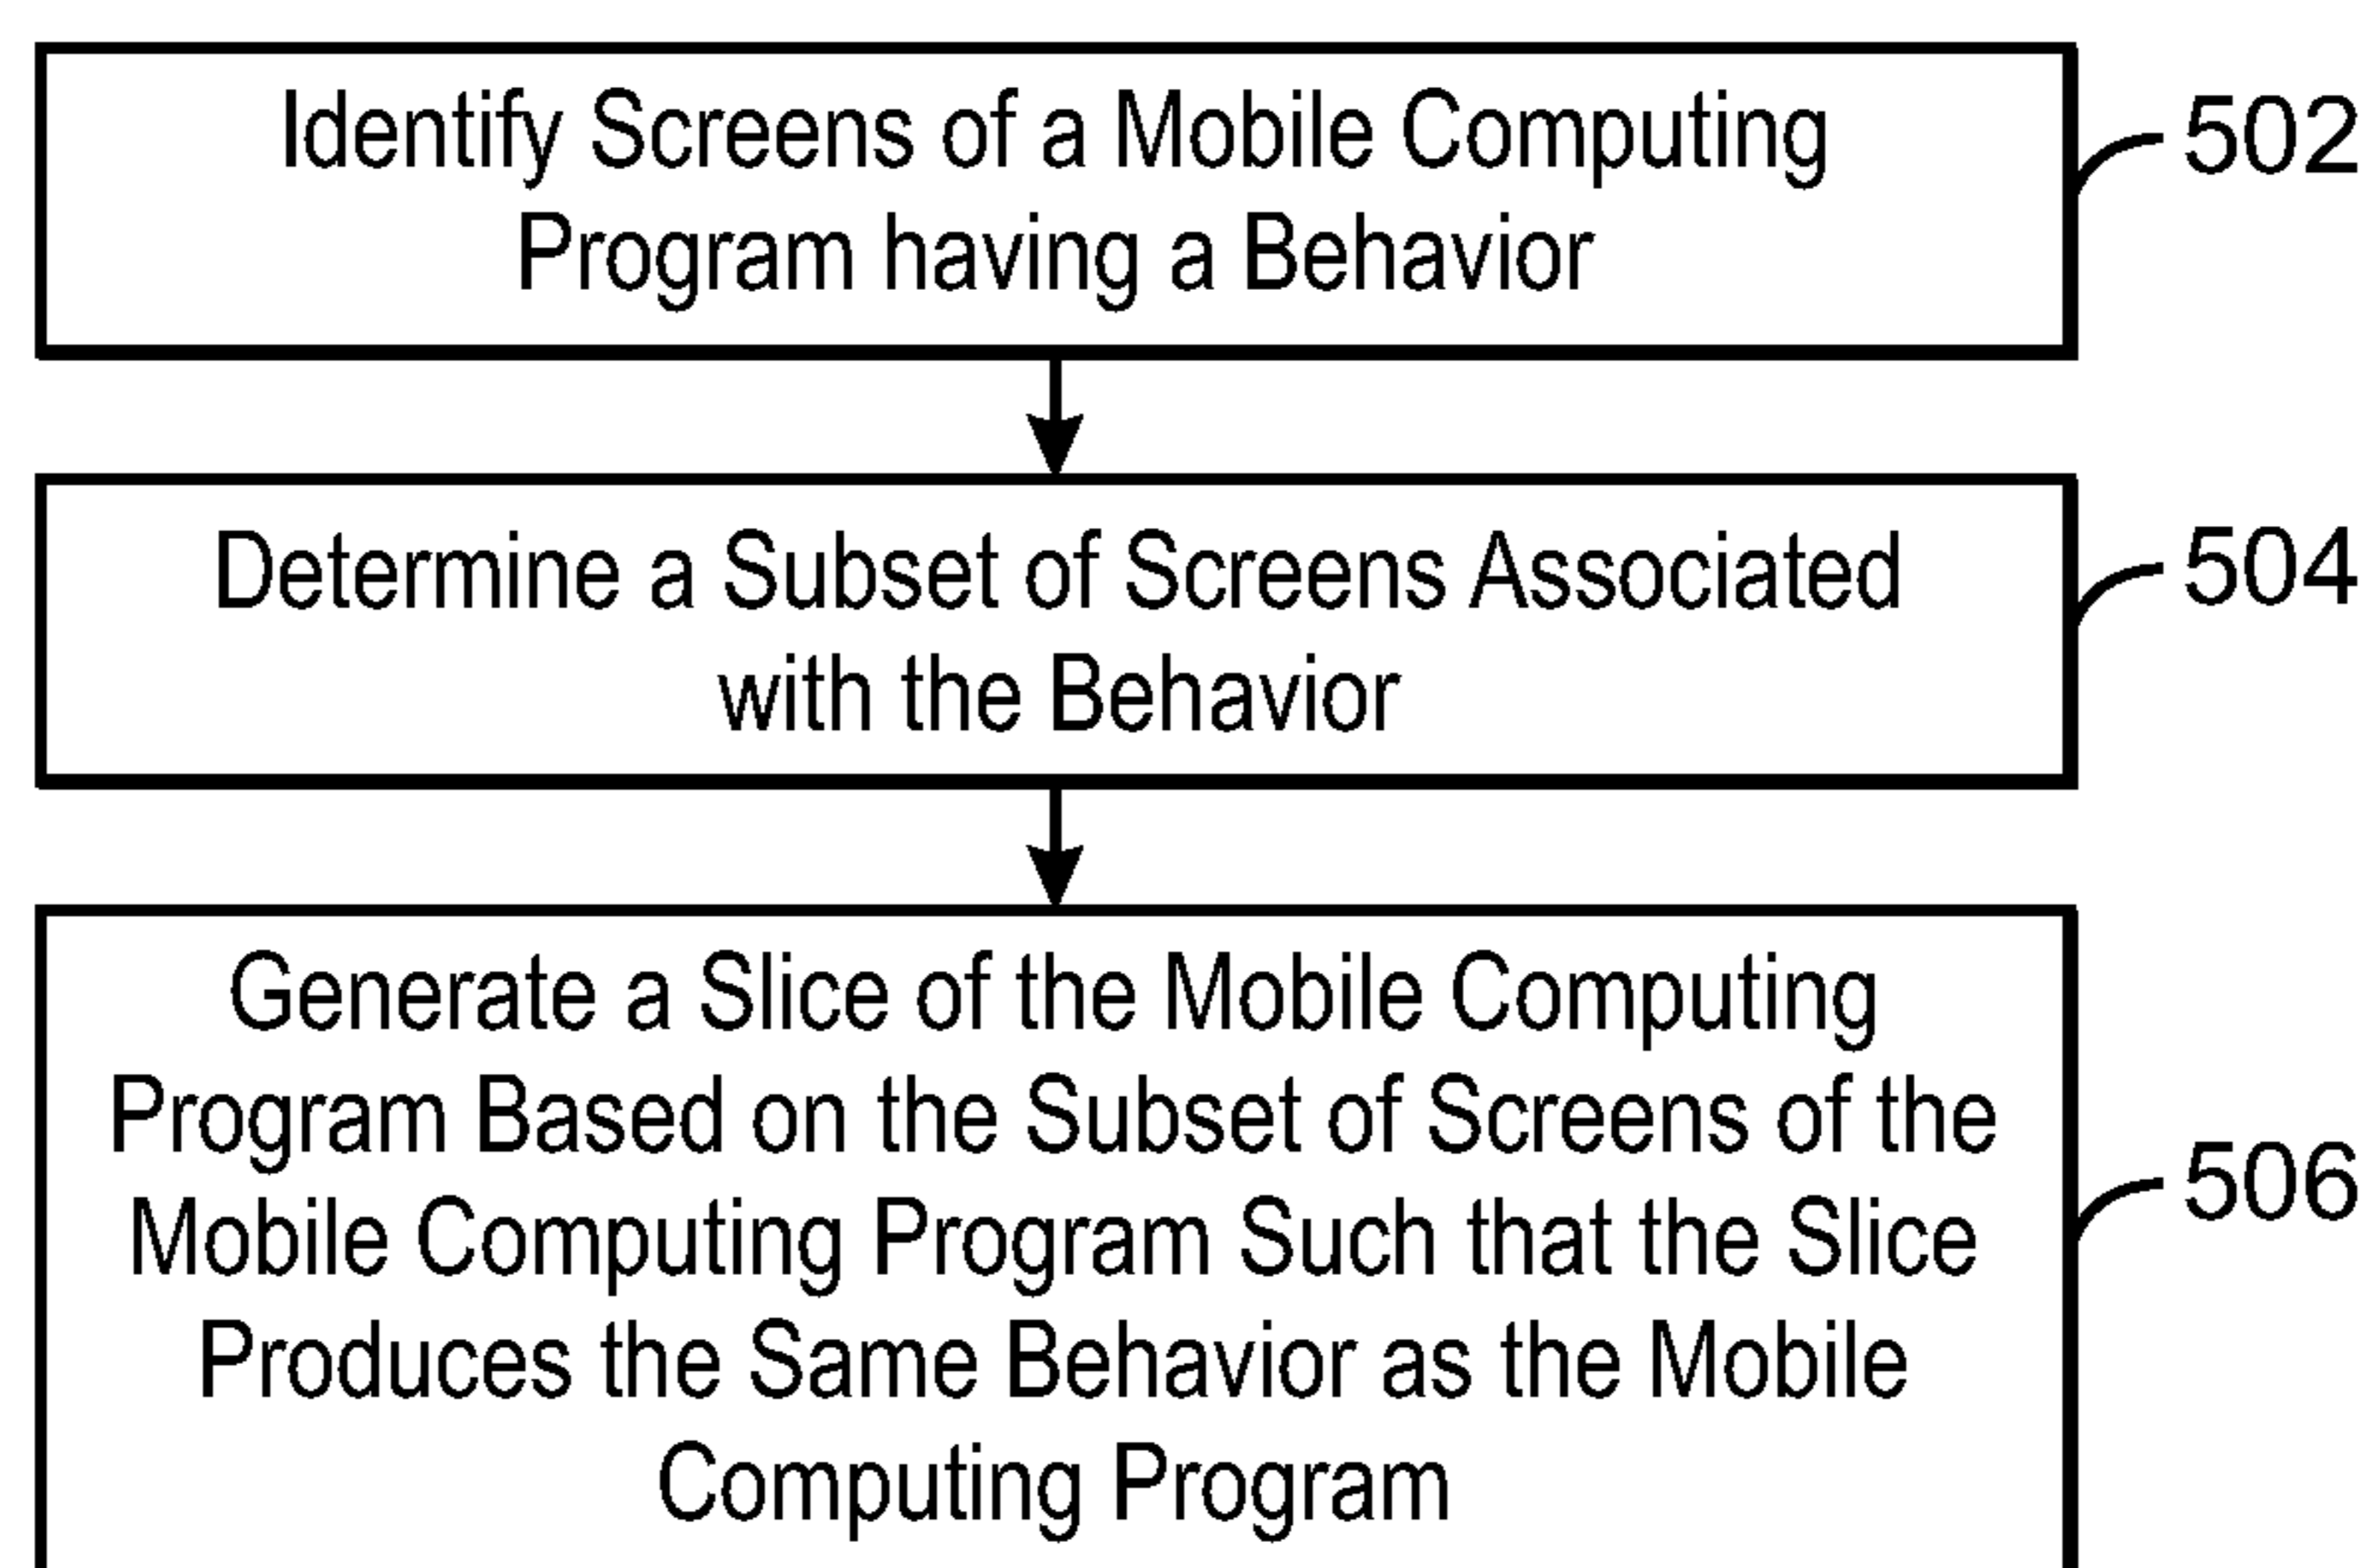 Identify Screens of a Mobile Computing
Program having a Behavior
502
Determine a Subset of Screens Associated
with the Behavior
504
Generate a Slice of the Mobile Computing
Program Based on the Subset of Screens of the
Mobile Computing Program Such that the Slice
Produces the Same Behavior as the Mobile
Computing Program
506